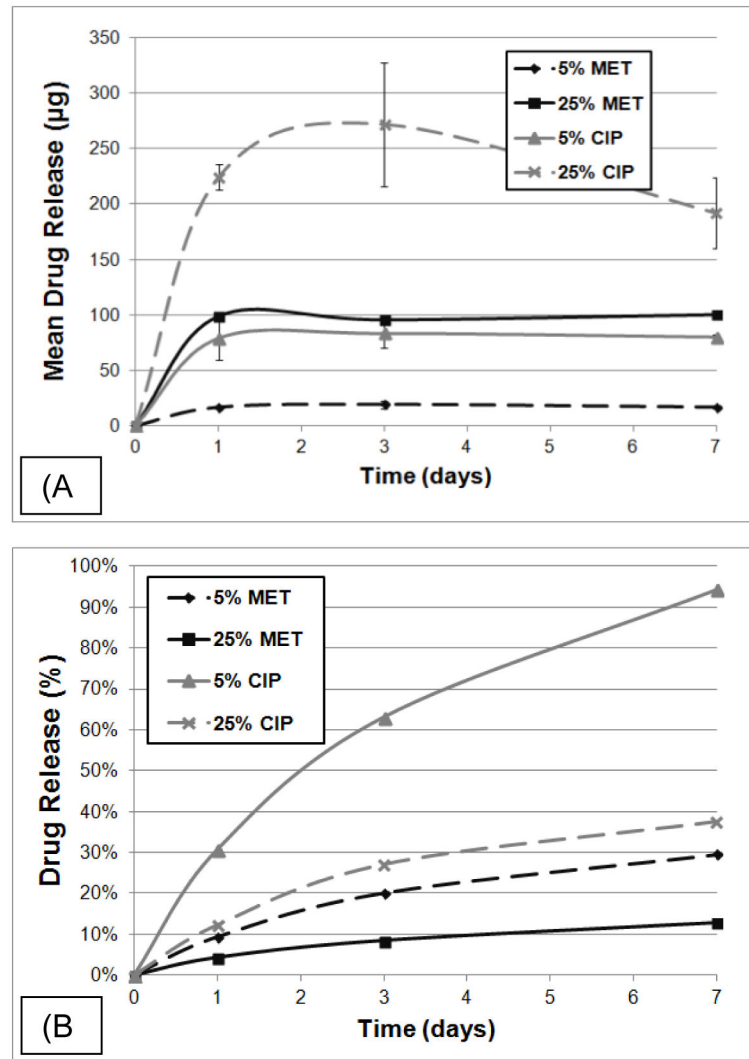 350
300
250
200
150
100
50
0
Mean Drug Release (µg)
5% MET
25% MET
5% CIP
25% CIP
0 1 2 3 4 5 6 7
Time (days)
(A
100%
90%
80%
70%
60%
50%
40%
30%
20%
10%
0%
Drug Release (%)
5% MET
25% MET
5% CIP
25% CIP
0 1 2 3 4 5 6 7
Time (days)
(B